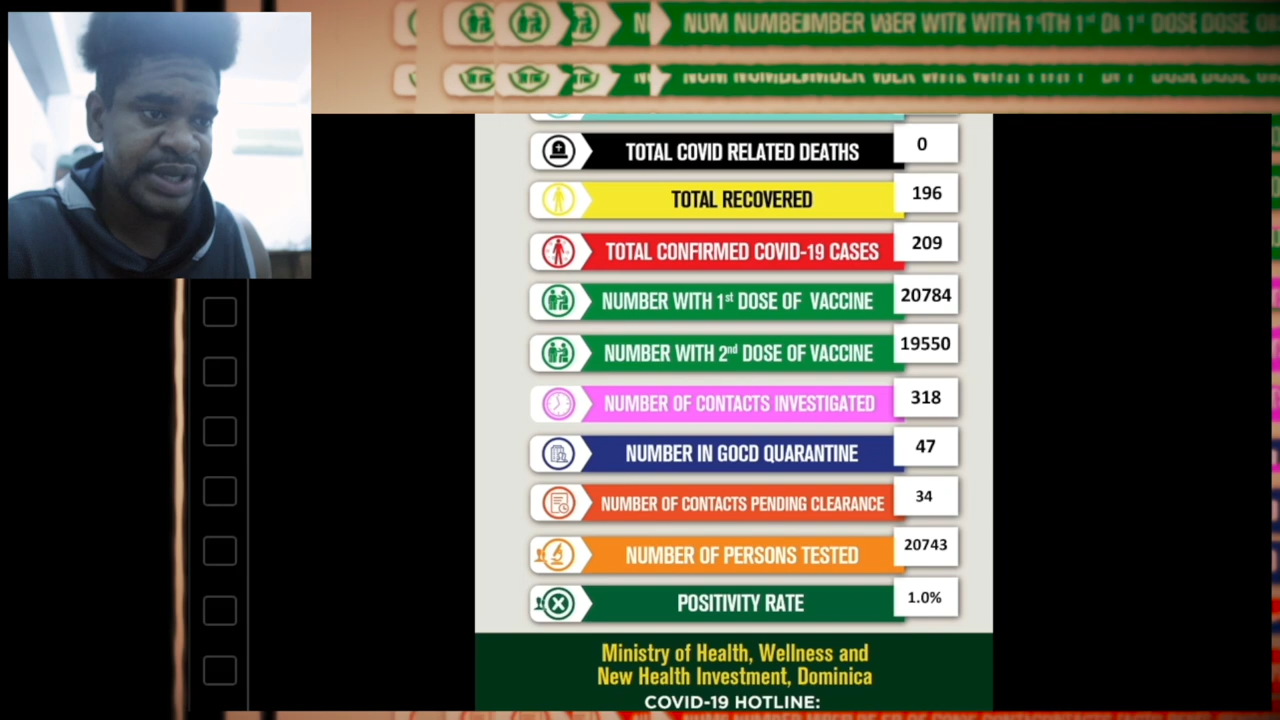 TOTAL COVID RELATED DEATHS 0
TOTAL RECOVERED 196
TOTAL CONFIRMED COVID-19 CASES 209
NUMBER WITH 1st DOSE OF VACCINE 20784
NUMBER WITH 2nd DOSE OF VACCINE 19550
NUMBER OF CONTACTS INVESTIGATED 318
NUMBER IN GOCD QUARANTINE 47
NUMBER OF CONTACTS PENDING CLEARANCE 34
NUMBER OF PERSONS TESTED 20743
POSITIVITY RATE 1.0%
Ministry of Health, Wellness and
New Health Investment, Dominica
COVID-19 HOTLINE: